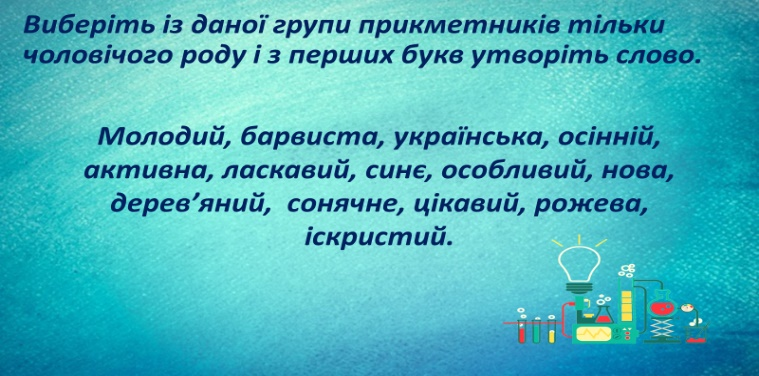 Виберіть із даної групи прикметників тільки
чоловічого роду і з перших букв утворіть слово.
Молодий, барвиста, українська, осінній,
активна, ласкавий, синє, особливий, нова,
дерев’яний, сонячне, цікавий, рожева,
іскристий.